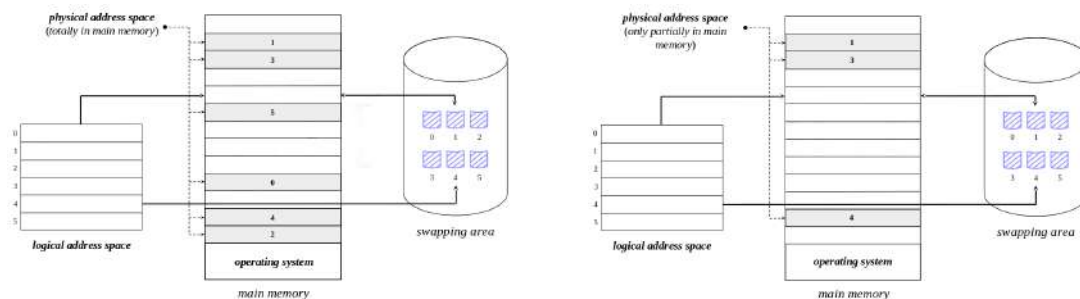 physical address space
(totally in main memory)
1
3
5
0
4
2
operating system
main memory
0
1
2
3
4
5
logical address space
0 1 2
3 4 5
swapping area
physical address space
(only partially in main
memory)
1
3
4
operating system
main memory
0
1
2
3
4
5
logical address space
0 1 2
3 4 5
swapping area